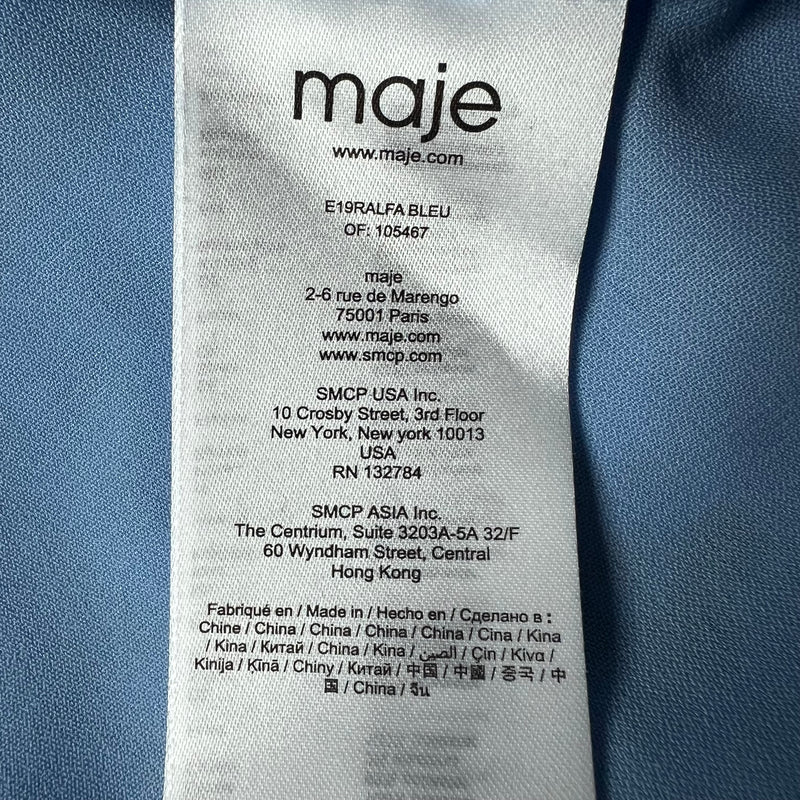 maje
www.maje.com
E19RALFA BLEU
OF: 105467
maje
2-6 rue de Marengo
75001 Paris
www.maje.com
www.smcp.com
SMCP USA Inc.
10 Crosby Street, 3rd Floor
New York, New york 10013
USA
RN 132784
SMCP ASIA Inc.
The Centrium, Suite 3203A-5A 32/F
60 Wyndham Street, Central
Hong Kong
Fabriqué en / Made in / Hecho en / Сделано в :
Chine / China / China / China / China / Cina / Kina
/ Kina / Китай / China / Kina / الصين / Çin / Κίνα /
Kinija / Ķīnā / Chiny / Китай / 中国 / 中國 / 중국 / 中
国 / China / จีน